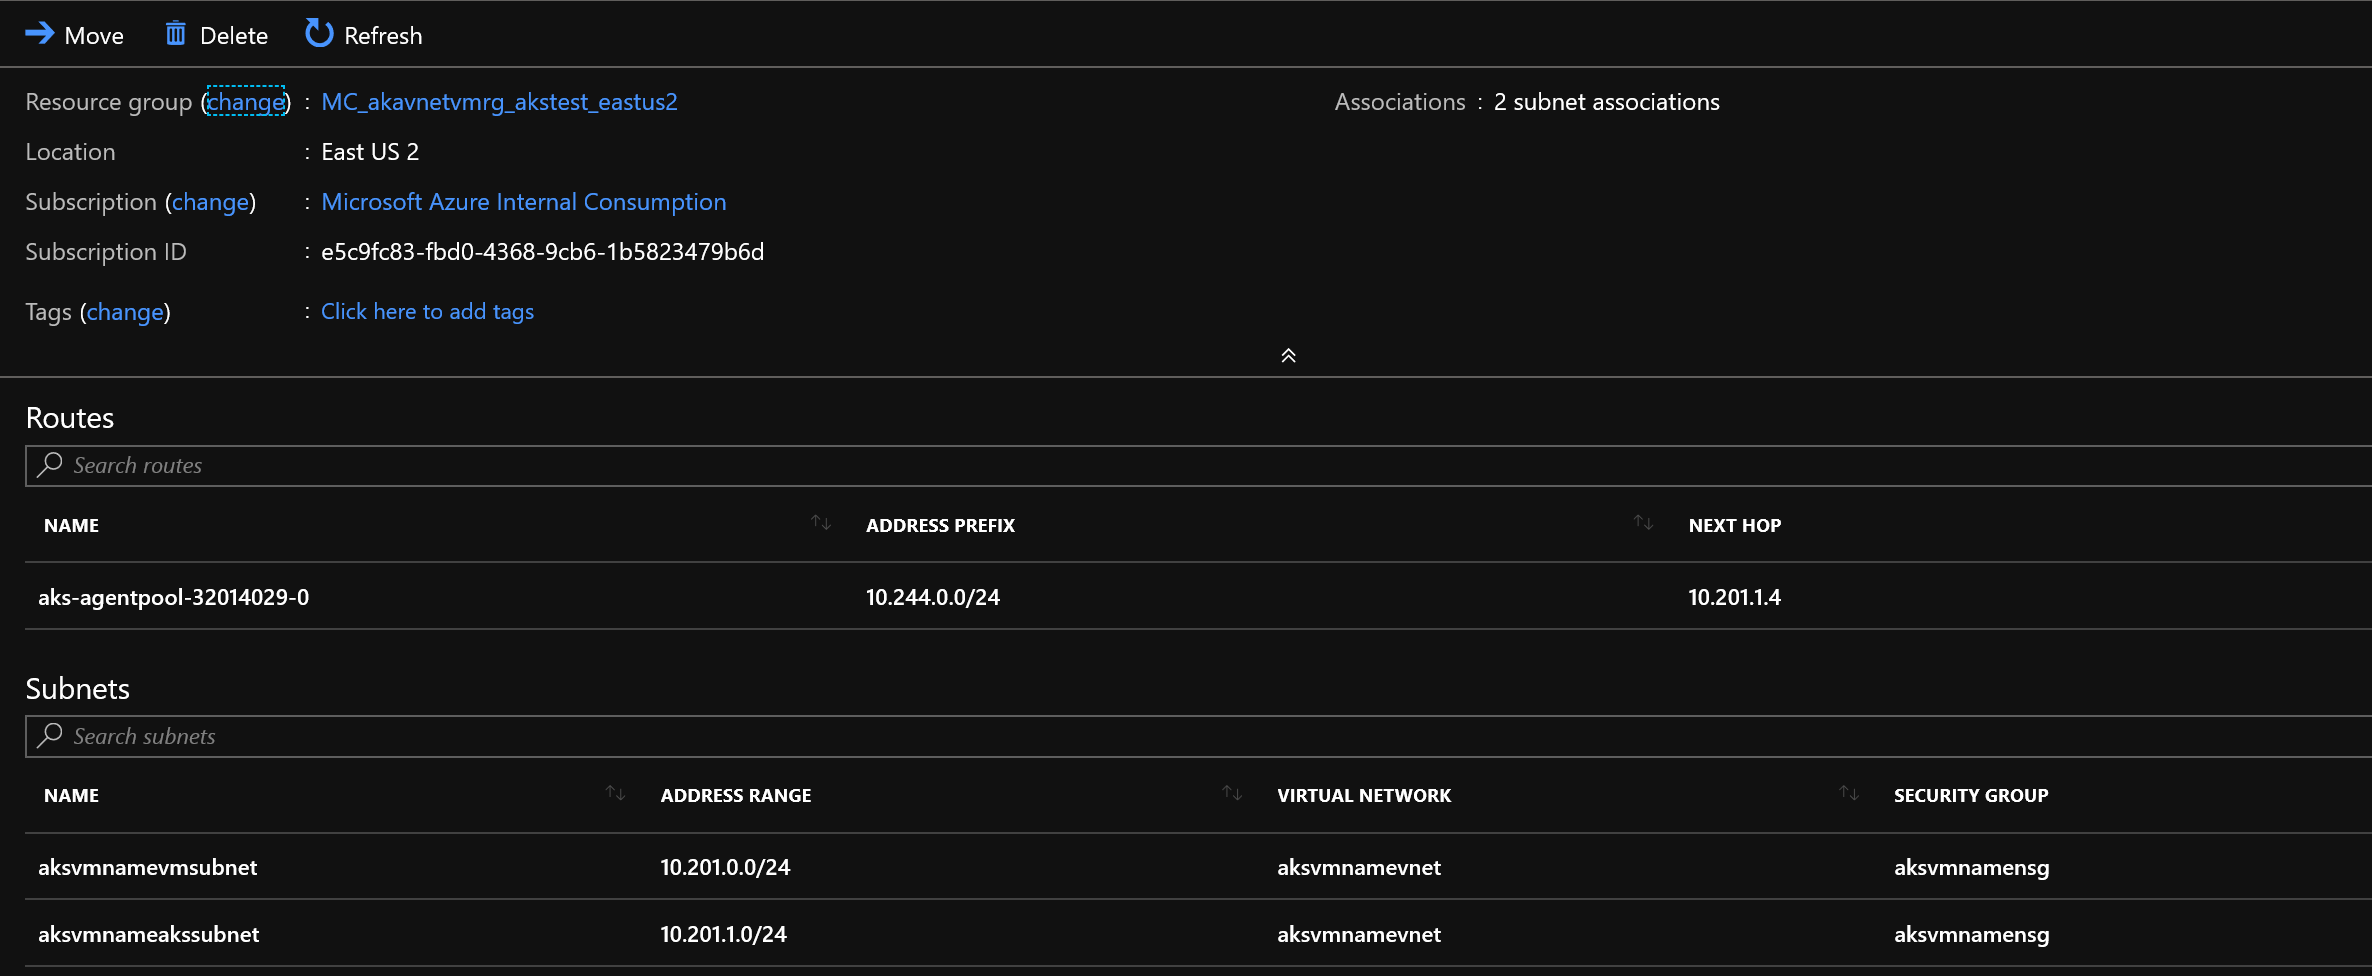 Move Delete Refresh
Resource group (change) : MC_akavnetvmrg_akstest_eastus2 Associations : 2 subnet associations
Location : East US 2
Subscription (change) : Microsoft Azure Internal Consumption
Subscription ID : e5c9fc83-fbd0-4368-9cb6-1b5823479b6d
Tags (change) : Click here to add tags
Routes
Search routes
NAME ADDRESS PREFIX NEXT HOP
aks-agentpool-32014029-0 10.244.0.0/24 10.201.1.4
Subnets
Search subnets
NAME ADDRESS RANGE VIRTUAL NETWORK SECURITY GROUP
aksvmnamevmsubnet 10.201.0.0/24 aksvmnamevnet aksvmnamensg
aksvmnameakssubnet 10.201.1.0/24 aksvmnamevnet aksvmnamensg